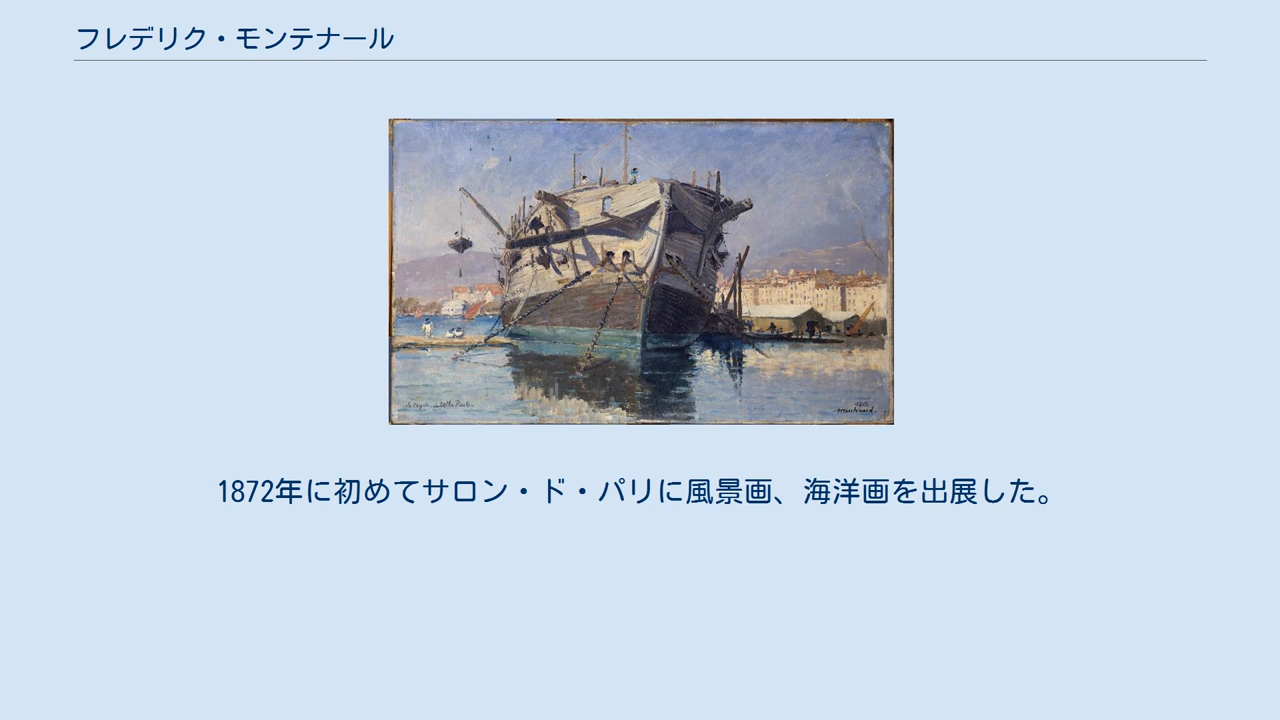 フレデリク・モンテナール
1872年に初めてサロン・ド・パリに風景画、海洋画を出展した。